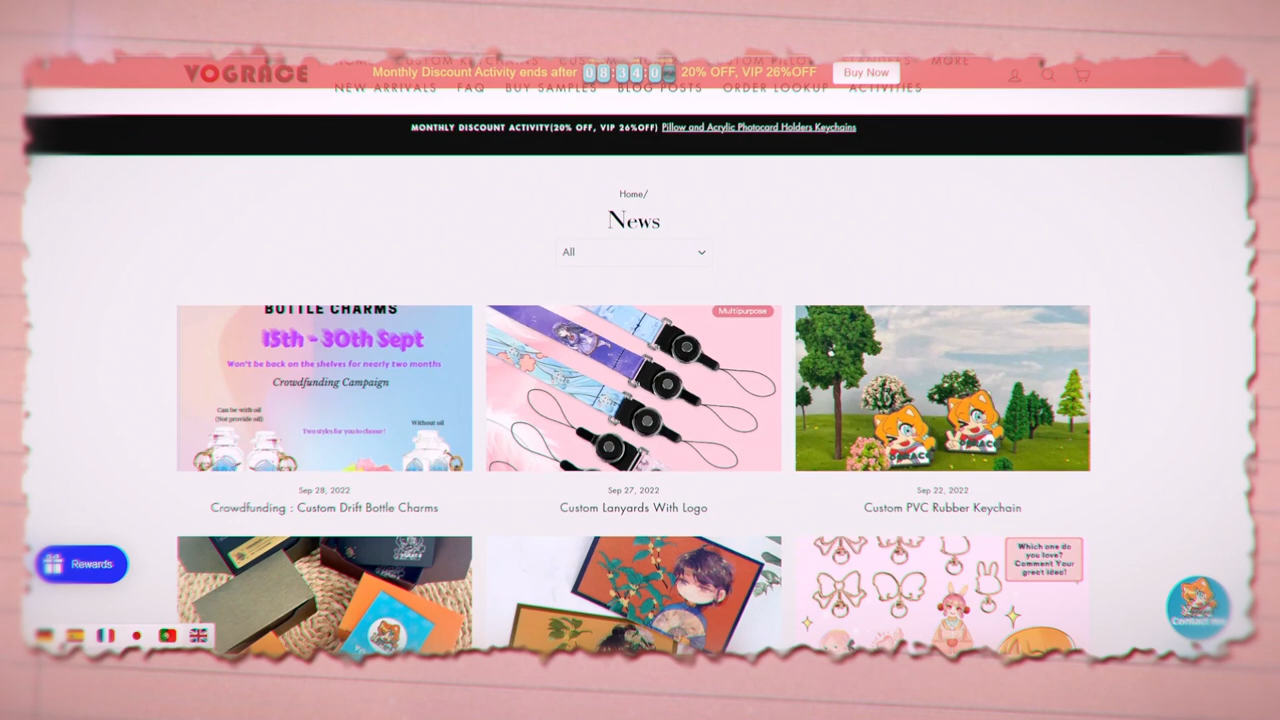 VOGRACE
Monthly Discount Activity ends after 08:34:0 20% OFF, VIP 26%OFF
Buy Now
MORE
NEW ARRIVALS FAQ BUY SAMPLES BLOG POSTS ORDER LOOKUP ACTIVITIES
MONTHLY DISCOUNT ACTIVITY(20% OFF, VIP 26%OFF) Pillow and Acrylic Photocard Holders Keychains
Home/
News
All
BOTTLE CHARMS
15th - 30th Sept
Won't be back on the shelves for nearly two months
Crowdfunding Campaign
Can be with oil
(Not provide oil)
Without oil
Two styles for you to choose!
Multipurpose
Sep 28, 2022
Crowdfunding : Custom Drift Bottle Charms
Sep 27, 2022
Custom Lanyards With Logo
Sep 22, 2022
Custom PVC Rubber Keychain
Which one do
you love?
Comment Your
great idea!
Rewards
Contact